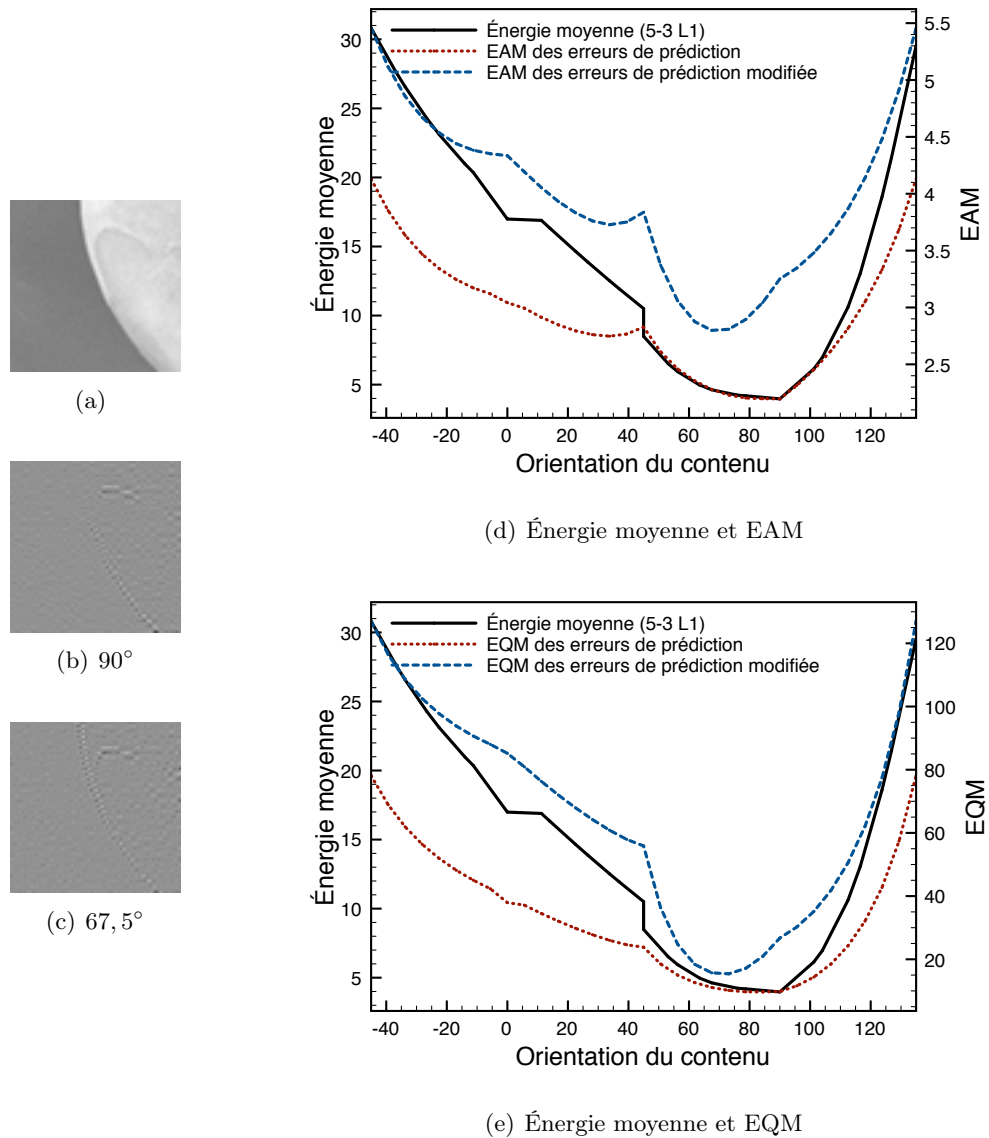 (a)
(b) 90°
(c) 67, 5°
Énergie moyenne (5-3 L1)
EAM des erreurs de prédiction
EAM des erreurs de prédiction modifiée
30
25
20
15
10
5
Énergie moyenne
5.5
5
4.5
4
3.5
3
2.5
EAM
-40 -20 0 20 40 60 80 100 120
Orientation du contenu
(d) Énergie moyenne et EAM
Énergie moyenne (5-3 L1)
EQM des erreurs de prédiction
EQM des erreurs de prédiction modifiée
30
25
20
15
10
5
Énergie moyenne
120
100
80
60
40
20
EQM
-40 -20 0 20 40 60 80 100 120
Orientation du contenu
(e) Énergie moyenne et EQM